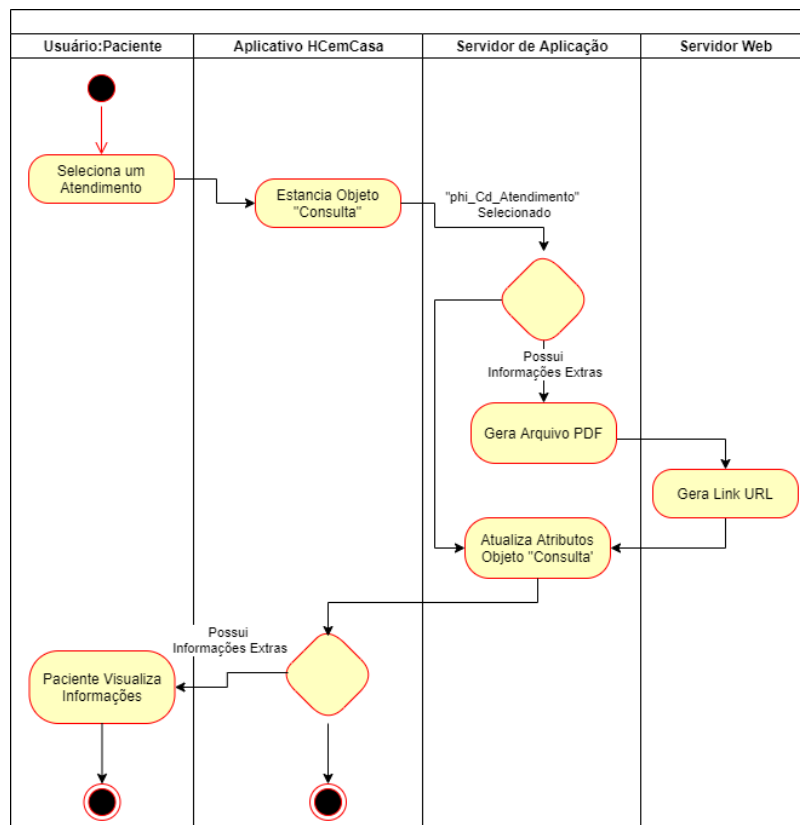 Usuário:Paciente
Aplicativo HCemCasa
Servidor de Aplicação
Servidor Web
Seleciona um
Atendimento
Estancia Objeto
"Consulta"
"phi_Cd_Atendimento"
Selecionado
Possui
Informações Extras
Gera Arquivo PDF
Gera Link URL
Atualiza Atributos
Objeto "Consulta'
Possui
Informações Extras
Paciente Visualiza
Informações